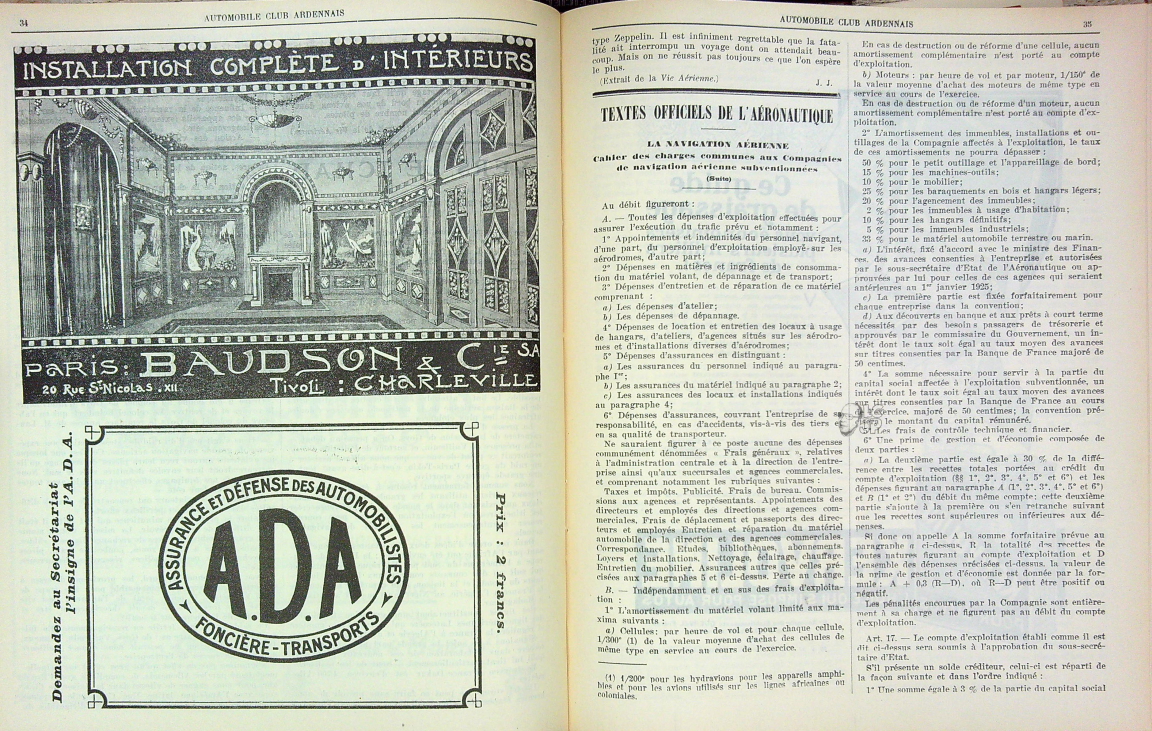 34
AUTOMOBILE CLUB ARDENNAIS
INSTALLATION COMPLÈTE D'INTÉRIEURS
PARIS: BAUDSON & CIE S.A
20 Rue St-Nicolas . XII
Tivoli : CHARLEVILLE
Demandez au Secrétariat
l'insigne de l'A.D.A.
ASSURANCE ET DÉFENSE DES AUTOMOBILISTES
A.D.A
FONCIÈRE - TRANSPORTS
Prix : 2 francs.
AUTOMOBILE CLUB ARDENNAIS
35
type Zeppelin. Il est infiniment regrettable que la fata-
lité ait interrompu un voyage dont on attendait beau-
coup. Mais on ne réussit pas toujours ce que l'on espère
le plus.
(Extrait de la Vie Aérienne.)
J. J.
TEXTES OFFICIELS DE L'AÉRONAUTIQUE
LA NAVIGATION AÉRIENNE
Cahier des charges communes aux Compagnies
de navigation aérienne subventionnées
(Suite)
Au débit figureront :
A. — Toutes les dépenses d'exploitation effectuées pour
assurer l'exécution du trafic prévu et notamment :
1° Appointements et indemnités du personnel navigant,
d'une part, du personnel d'exploitation employé sur les
aérodromes, d'autre part;
2° Dépenses en matières et ingrédients de consomma-
tion du matériel volant, de dépannage et de transport;
3° Dépenses d'entretien et de réparation de ce matériel
comprenant :
a) Les dépenses d'atelier;
b) Les dépenses de dépannage.
4° Dépenses de location et entretien des locaux à usage
de hangars, d'ateliers, d'agences situés sur les aérodro-
mes et d'installations diverses d'aérodromes;
5° Dépenses d'assurances en distinguant :
a) Les assurances du personnel indiqué au paragra-
phe 1er;
b) Les assurances du matériel indiqué au paragraphe 2;
c) Les assurances des locaux et installations indiqués
au paragraphe 4;
6° Dépenses d'assurances, couvrant l'entreprise de sa
responsabilité, en cas d'accidents, vis-à-vis des tiers et
en sa qualité de transporteur.
Ne sauraient figurer à ce poste aucune des dépenses
communément dénommées « Frais généraux », relatives
à l'administration centrale et à la direction de l'entre-
prise ainsi qu'aux succursales et agences commerciales,
et comprenant notamment les rubriques suivantes :
Taxes et impôts. Publicité. Frais de bureau. Commis-
sions aux agences et représentants. Appointements des
directeurs et employés des directions et agences com-
merciales. Frais de déplacement et passeports des direc-
teurs et employés Entretien et réparation du matériel
automobile de la direction et des agences commerciales.
Correspondance. Etudes, bibliothèques, abonnements.
Loyers et installations. Nettoyage, éclairage, chauffage.
Entretien du mobilier. Assurances autres que celles pré-
cisées aux paragraphes 5 et 6 ci-dessus. Perte au change.
B. — Indépendamment et en sus des frais d'exploita-
tion :
1° L'amortissement du matériel volant limité aux ma-
xima suivants :
a) Cellules: par heure de vol et pour chaque cellule,
1/300e (1) de la valeur moyenne d'achat des cellules de
même type en service au cours de l'exercice.
(1) 1/200e pour les hydravions pour les appareils amphi-
bies et pour les avions utilisés sur les lignes africaines ou
coloniales.
En cas de destruction ou de réforme d'une cellule, aucun
amortissement complémentaire n'est porté au compte
d'exploitation.
b) Moteurs : par heure de vol et par moteur, 1/150e de
la valeur moyenne d'achat des moteurs de même type en
service au cours de l'exercice.
En cas de destruction ou de réforme d'un moteur, aucun
amortissement complémentaire n'est porté au compte d'ex-
ploitation.
2° L'amortissement des immeubles, installations et ou-
tillages de la Compagnie affectés à l'exploitation, le taux
de ces amortissements ne pourra dépasser :
50 % pour le petit outillage et l'appareillage de bord;
15 % pour les machines-outils;
10 % pour le mobilier;
25 % pour les baraquements en bois et hangars légers;
20 % pour l'agencement des immeubles;
2 % pour les immeubles à usage d'habitation;
10 % pour les hangars définitifs;
5 % pour les immeubles industriels;
33 % pour le matériel automobile terrestre ou marin.
a) L'intérêt, fixé d'accord avec le ministre des Finan-
ces, des avances consenties à l'entreprise et autorisées
par le sous-secrétaire d'Etat de l'Aéronautique ou ap-
prouvées par lui pour celles de ces agences qui seraient
antérieures au 1er janvier 1925;
c) La première partie est fixée forfaitairement pour
chaque entreprise dans la convention;
d) Aux découverts en banque et aux prêts à court terme
nécessités par des besoins passagers de trésorerie et
approuvés par le commissaire du Gouvernement, un in-
térêt dont le taux soit égal au taux moyen des avances
sur titres consenties par la Banque de France majoré de
50 centimes.
4° La somme nécessaire pour servir à la partie du
capital social affectée à l'exploitation subventionnée, un
intérêt dont le taux soit égal au taux moyen des avances
sur titres consenties par la Banque de France au cours
de l'exercice, majoré de 50 centimes; la convention pré-
le montant du capital rémunéré.
5° Les frais de contrôle technique et financier.
6° Une prime de gestion et d'économie composée de
deux parties :
a) La deuxième partie est égale à 30 % de la diffé-
rence entre les recettes totales portées au crédit du
compte d'exploitation (§§ 1°, 2°, 3°, 4°, 5° et 6°) et les
dépenses figurant au paragraphe A (1°, 2°, 3°, 4°, 5° et 6°)
et B (1° et 2°) du débit du même compte; cette deuxième
partie s'ajoute à la première ou s'en retranche suivant
que les recettes sont supérieures ou inférieures aux dé-
penses.
Si donc on appelle A la somme forfaitaire prévue au
paragraphe a ci-dessus, R la totalité des recettes de
toutes natures figurant au compte d'exploitation et D
l'ensemble des dépenses précisées ci-dessus, la valeur de
la prime de gestion et d'économie est donnée par la for-
mule : A + 0,3 (R—D), où R—D peut être positif ou
négatif.
Les pénalités encourues par la Compagnie sont entière-
ment à sa charge et ne figurent pas au débit du compte
d'exploitation.
Art. 17. — Le compte d'exploitation établi comme il est
dit ci-dessus sera soumis à l'approbation du sous-secré-
taire d'Etat.
S'il présente un solde créditeur, celui-ci est réparti de
la façon suivante et dans l'ordre indiqué :
1° Une somme égale à 3 % de la partie du capital social